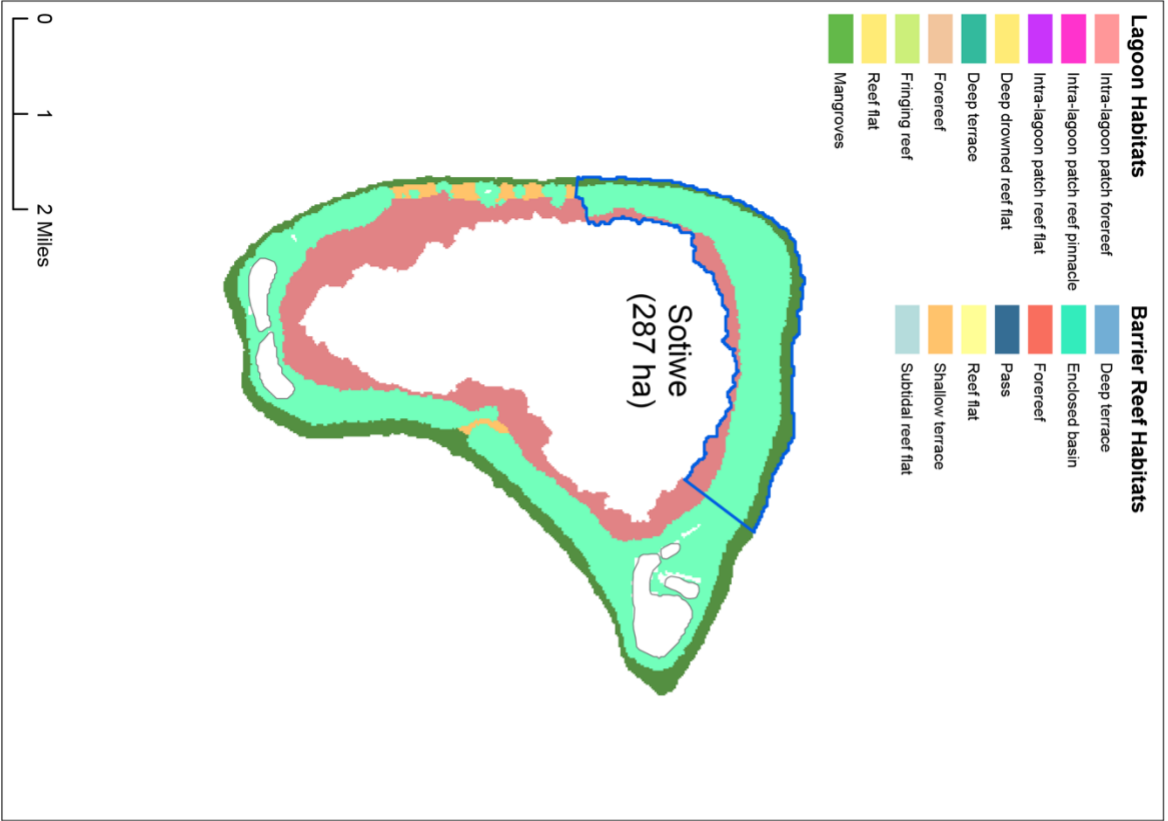 Lagoon Habitats
Intra-lagoon patch forereef
Intra-lagoon patch reef pinnacle
Intra-lagoon patch reef flat
Deep drowned reef flat
Deep terrace
Forereef
Fringing reef
Reef flat
Mangroves
Barrier Reef Habitats
Deep terrace
Enclosed basin
Forereef
Pass
Reef flat
Shallow terrace
Subtidal reef flat
Sotiwe
(287 ha)
0 1 2 Miles